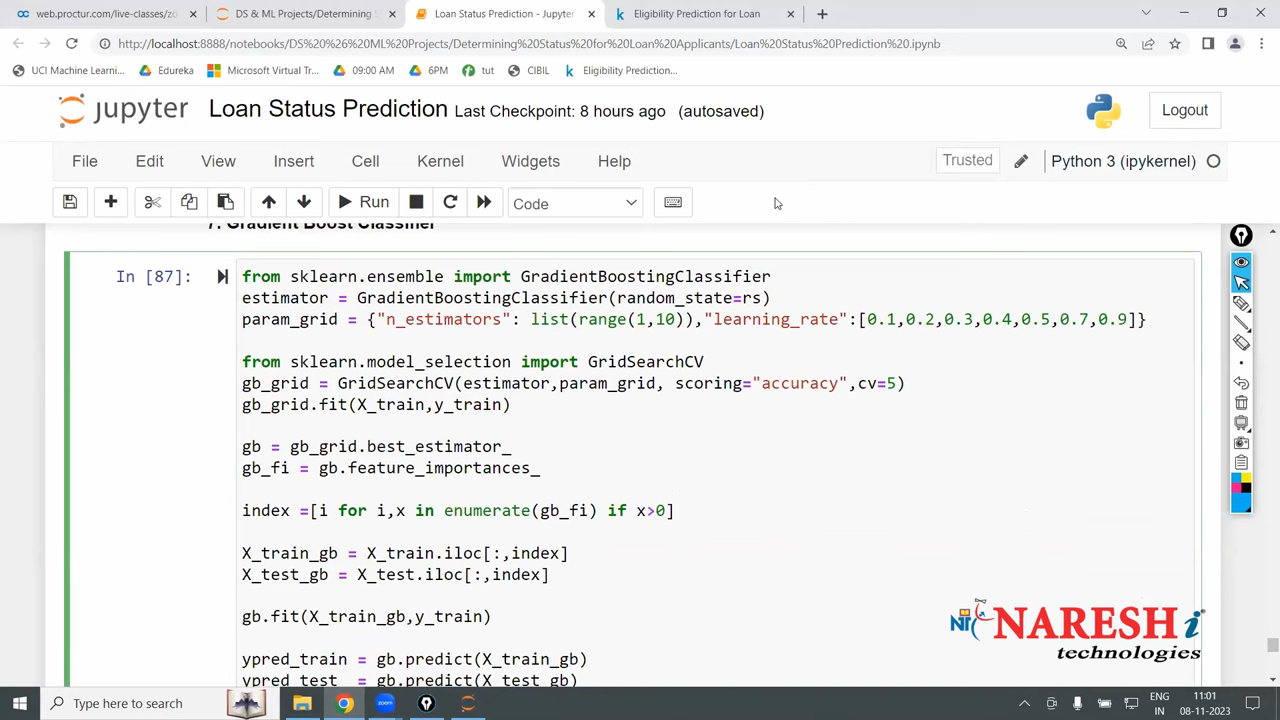 web.proctur.com/live-classes/zo
DS & ML Projects/Determining S
Loan Status Prediction - Jupyter
Eligibility Prediction for Loan
http://localhost:8888/notebooks/DS%20%26%20ML%20Projects/Determining%20Status%20for%20Loan%20Applicants/Loan%20Status%20Prediction%20.ipynb
UCI Machine Learni...
Edureka
Microsoft Virtual Tr...
09:00 AM
6PM
tut
CIBIL
Eligibility Prediction...
jupyter
Loan Status Prediction Last Checkpoint: 8 hours ago (autosaved)
Logout
File Edit View Insert Cell Kernel Widgets Help
Trusted
Python 3 (ipykernel)
Run
Code
7. Gradient Boost Classifier
In [87]:
from sklearn.ensemble import GradientBoostingClassifier
estimator = GradientBoostingClassifier(random_state=rs)
param_grid = {"n_estimators": list(range(1,10)),"learning_rate":[0.1,0.2,0.3,0.4,0.5,0.7,0.9]}
from sklearn.model_selection import GridSearchCV
gb_grid = GridSearchCV(estimator,param_grid, scoring="accuracy",cv=5)
gb_grid.fit(X_train,y_train)
gb = gb_grid.best_estimator_
gb_fi = gb.feature_importances_
index =[i for i,x in enumerate(gb_fi) if x>0]
X_train_gb = X_train.iloc[:,index]
X_test_gb = X_test.iloc[:,index]
gb.fit(X_train_gb,y_train)
ypred_train = gb.predict(X_train_gb)
ypred_test = gb.predict(X_test_gb)
NARESH i
technologies
Type here to search
zoom
ENG
IN
11:01
08-11-2023